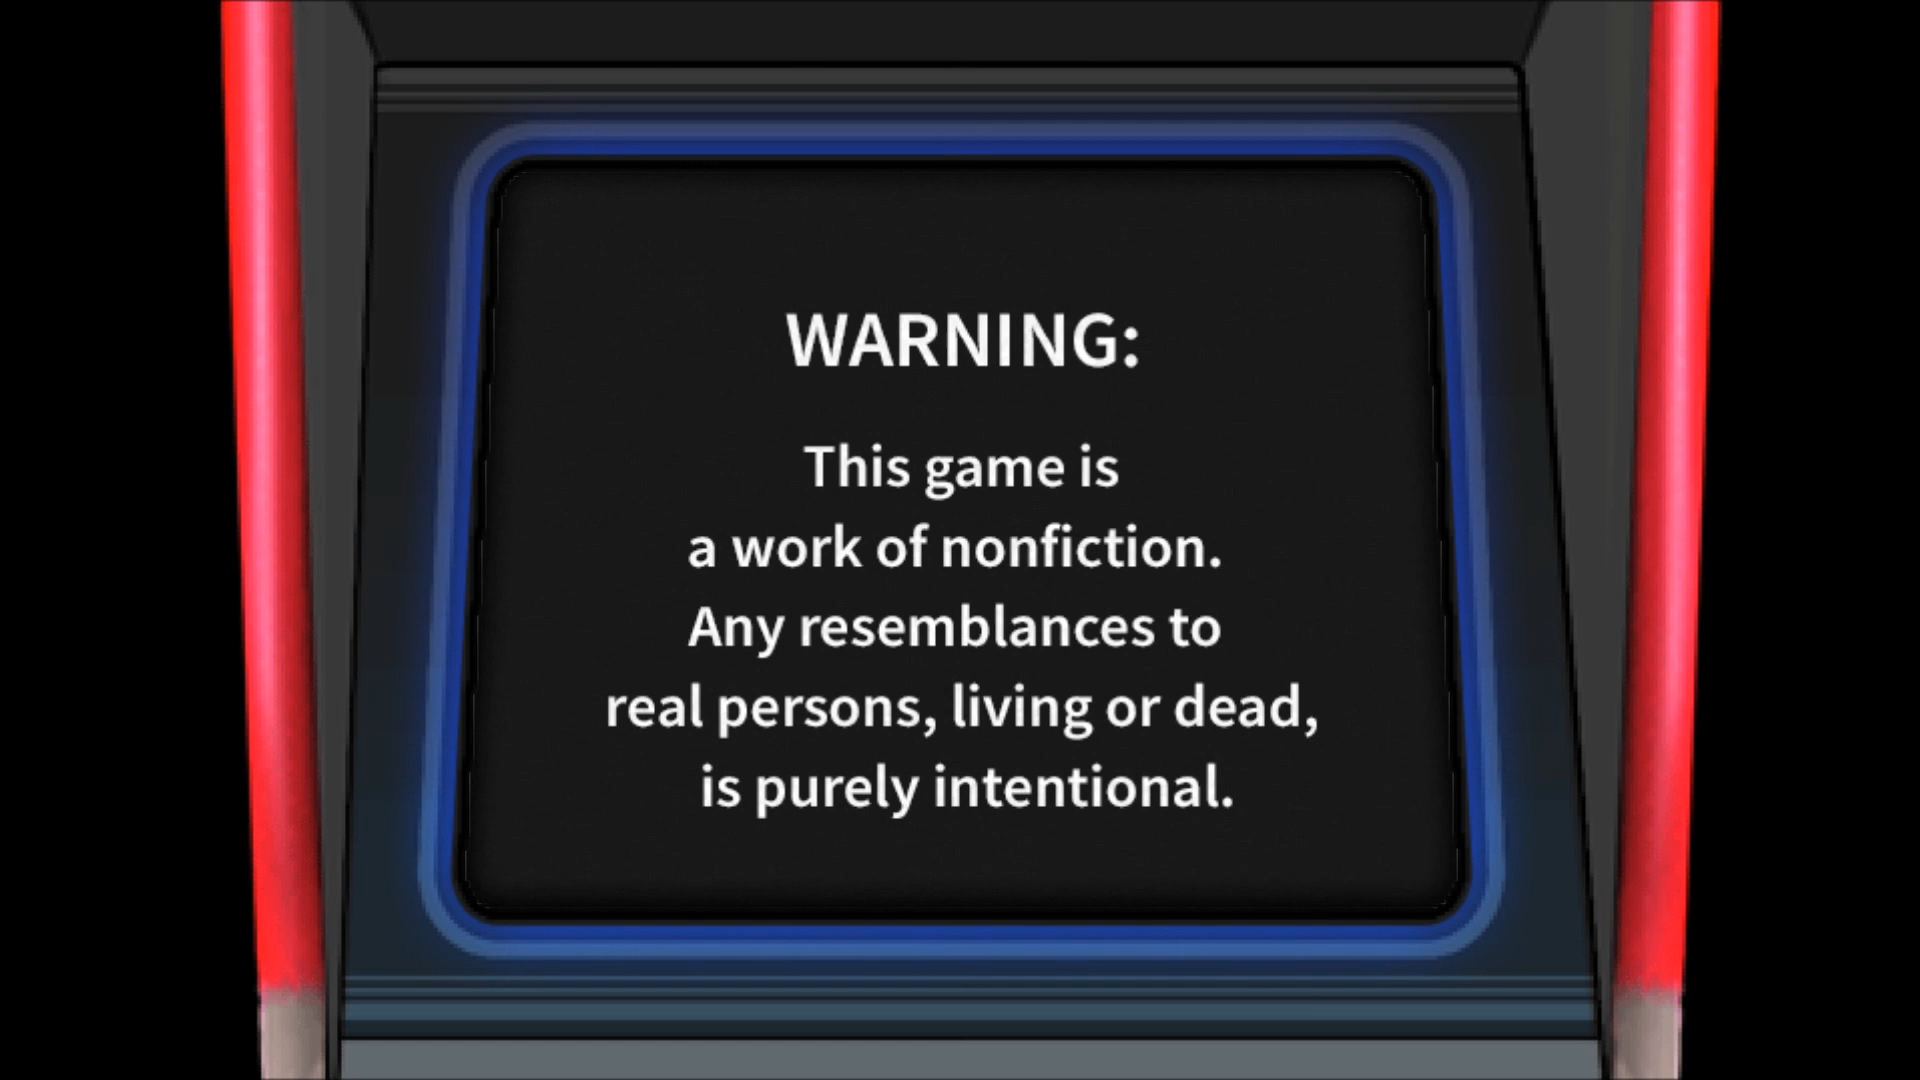 WARNING:
This game is
a work of nonfiction.
Any resemblances to
real persons, living or dead,
is purely intentional.